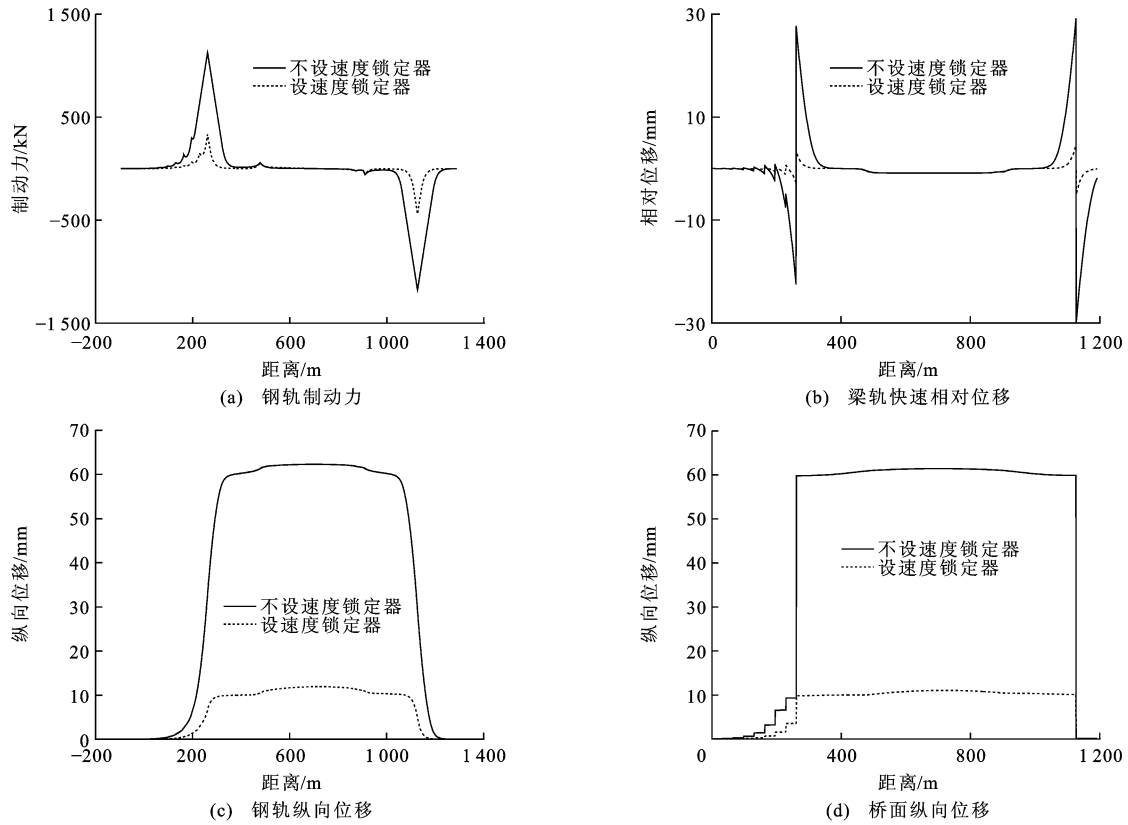 1 500
500
−500
−1 500
制动力/kN
不设速度锁定器
设速度锁定器
−200
200
600
1 000
1 400
距离/m
(a) 钢轨制动力
30
10
−10
−30
相对位移/mm
不设速度锁定器
设速度锁定器
0
400
800
1 200
距离/m
(b) 梁轨快速相对位移
70
60
50
40
30
20
10
0
纵向位移/mm
不设速度锁定器
设速度锁定器
−200
200
600
1 000
1 400
距离/m
(c) 钢轨纵向位移
70
60
50
40
30
20
10
0
纵向位移/mm
不设速度锁定器
设速度锁定器
0
400
800
1 200
距离/m
(d) 桥面纵向位移